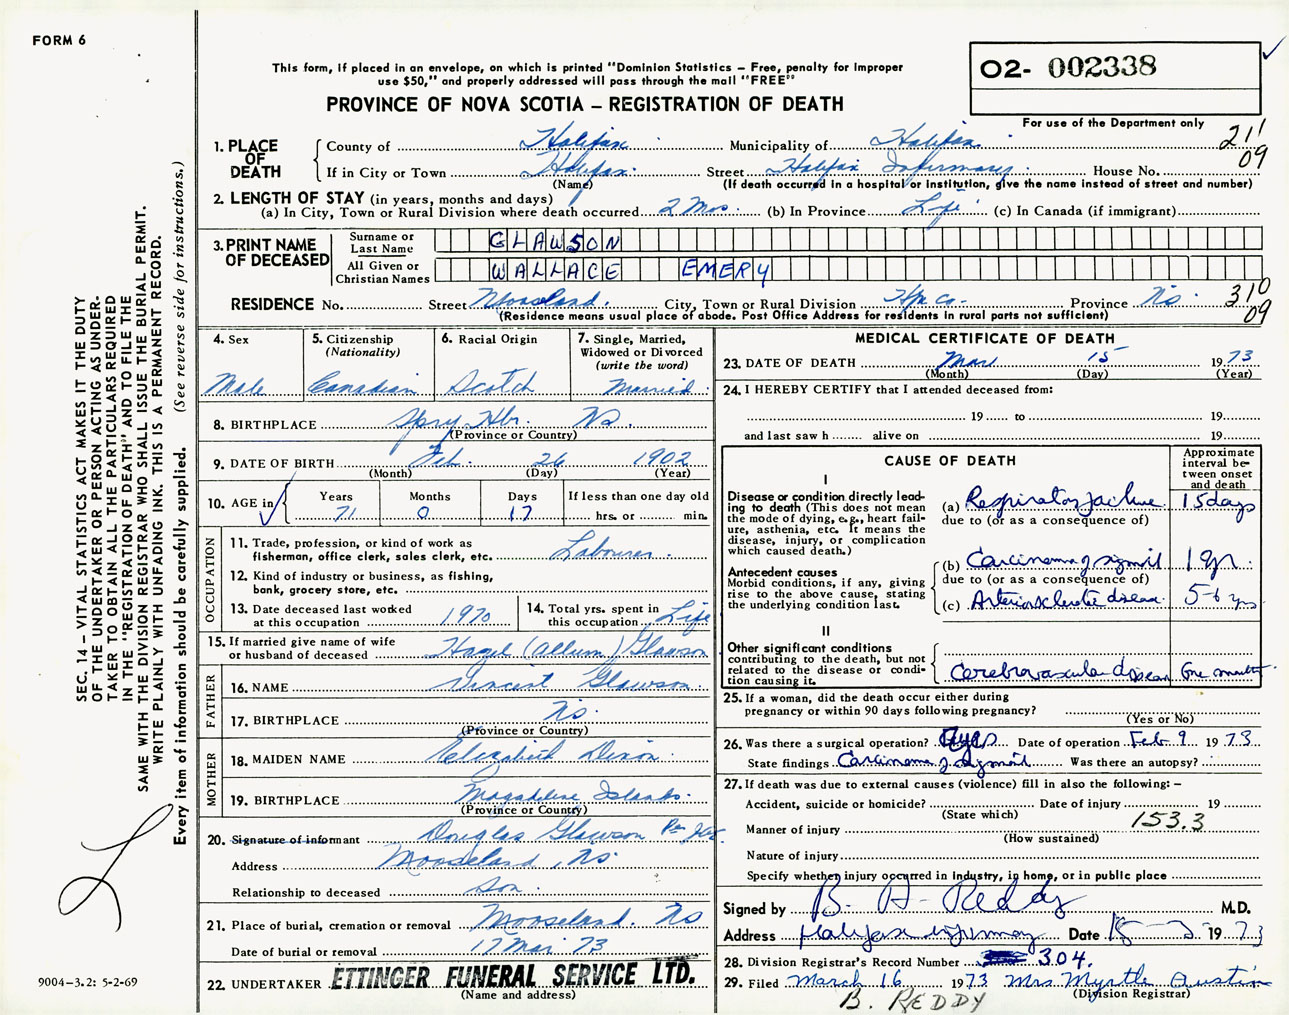 FORM 6
This form, if placed in an envelope, on which is printed "Dominion Statistics – Free, penalty for improper
use $50," and properly addressed will pass through the mail "FREE"
O2- 002338
PROVINCE OF NOVA SCOTIA – REGISTRATION OF DEATH
For use of the Department only
SEC. 14 – VITAL STATISTICS ACT MAKES IT THE DUTY
OF THE UNDERTAKER OR PERSON ACTING AS UNDER-
TAKER TO OBTAIN ALL THE PARTICULARS REQUIRED
IN THE "REGISTRATION OF DEATH" AND TO FILE THE
SAME WITH THE DIVISION REGISTRAR WHO SHALL ISSUE THE BURIAL PERMIT.
WRITE PLAINLY WITH UNFADING INK. THIS IS A PERMANENT RECORD.
Every item of information should be carefully supplied. (See reverse side for instructions.)
1. PLACE OF DEATH
County of Halifax Municipality of Halifax 211
If in City or Town Halifax Street Halifax Infirmary House No. 09
(Name) (If death occurred in a hospital or institution, give the name instead of street and number)
2. LENGTH OF STAY (in years, months and days)
(a) In City, Town or Rural Division where death occurred 2 Mos. (b) In Province Life (c) In Canada (if immigrant)
3. PRINT NAME OF DECEASED
Surname or Last Name GLAWSON
All Given or Christian Names WALLACE EMERY
RESIDENCE No. Street Mooseland. City, Town or Rural Division Hfx Co. Province NS. 310
(Residence means usual place of abode. Post Office Address for residents in rural parts not sufficient) 09
4. Sex
Male
5. Citizenship (Nationality)
Canadian
6. Racial Origin
Scotch
7. Single, Married, Widowed or Divorced (write the word)
Married
8. BIRTHPLACE Spry Hbr. NS.
(Province or Country)
9. DATE OF BIRTH Feb. 26 1902
(Month) (Day) (Year)
10. AGE in
Years Months Days If less than one day old
71 0 17 hrs. or min.
OCCUPATION
11. Trade, profession, or kind of work as
fisherman, office clerk, sales clerk, etc. Labourer.
12. Kind of industry or business, as fishing,
bank, grocery store, etc.
13. Date deceased last worked at this occupation 1970
14. Total yrs. spent in this occupation Life
15. If married give name of wife
or husband of deceased Hazel (Allum) Glawson
FATHER
16. NAME Vincent Glawson
17. BIRTHPLACE NS.
(Province or Country)
MOTHER
18. MAIDEN NAME Elizabeth Dixon
19. BIRTHPLACE Magdeline Islands.
(Province or Country)
20. Signature of informant Douglas Glawson Per
Address Mooseland, NS.
Relationship to deceased Son.
21. Place of burial, cremation or removal Mooseland. NS
Date of burial or removal 17 Mar 73
22. UNDERTAKER ETTINGER FUNERAL SERVICE LTD.
(Name and address)
MEDICAL CERTIFICATE OF DEATH
23. DATE OF DEATH Mar 15 1973
(Month) (Day) (Year)
24. I HEREBY CERTIFY that I attended deceased from:
19 to 19
and last saw h alive on 19
CAUSE OF DEATH
Approximate interval between onset and death
I
Disease or condition directly lead-
ing to death (This does not mean
the mode of dying, e.g., heart fail-
ure, asthenia, etc. It means the
disease, injury, or complication
which caused death.)
(a) Respiratory failure 15 days
due to (or as a consequence of)
Antecedent causes
Morbid conditions, if any, giving
rise to the above cause, stating
the underlying condition last.
(b) Carcinoma of sigmoid 1 yr.
due to (or as a consequence of)
(c) Arteriosclerotic disease. 5-6 yrs
II
Other significant conditions
contributing to the death, but not
related to the disease or condi-
tion causing it.
Cerebrovascular disease One month
25. If a woman, did the death occur either during
pregnancy or within 90 days following pregnancy?
(Yes or No)
26. Was there a surgical operation? Yes Date of operation Feb 9 1973
State findings Carcinoma of sigmoid Was there an autopsy?
27. If death was due to external causes (violence) fill in also the following: –
Accident, suicide or homicide? Date of injury 19
(State which)
Manner of injury 153.3
(How sustained)
Nature of injury
Specify whether injury occurred in industry, in home, or in public place
Signed by B. A. Reddy M.D.
Address Halifax Infirmary Date 15 - 3 1973
28. Division Registrar's Record Number 304.
29. Filed March 16 1973 Mrs Myrtle Austin
(Division Registrar)
B. REDDY
9004–3.2: 5-2-69